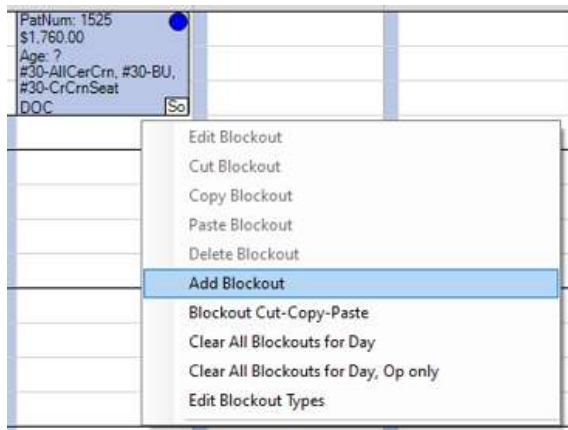 PatNum: 1525
$1,760.00
Age: ?
#30-AllCerCrn, #30-BU,
#30-CrCrnSeat
DOC
So
Edit Blockout
Cut Blockout
Copy Blockout
Paste Blockout
Delete Blockout
Add Blockout
Blockout Cut-Copy-Paste
Clear All Blockouts for Day
Clear All Blockouts for Day, Op only
Edit Blockout Types